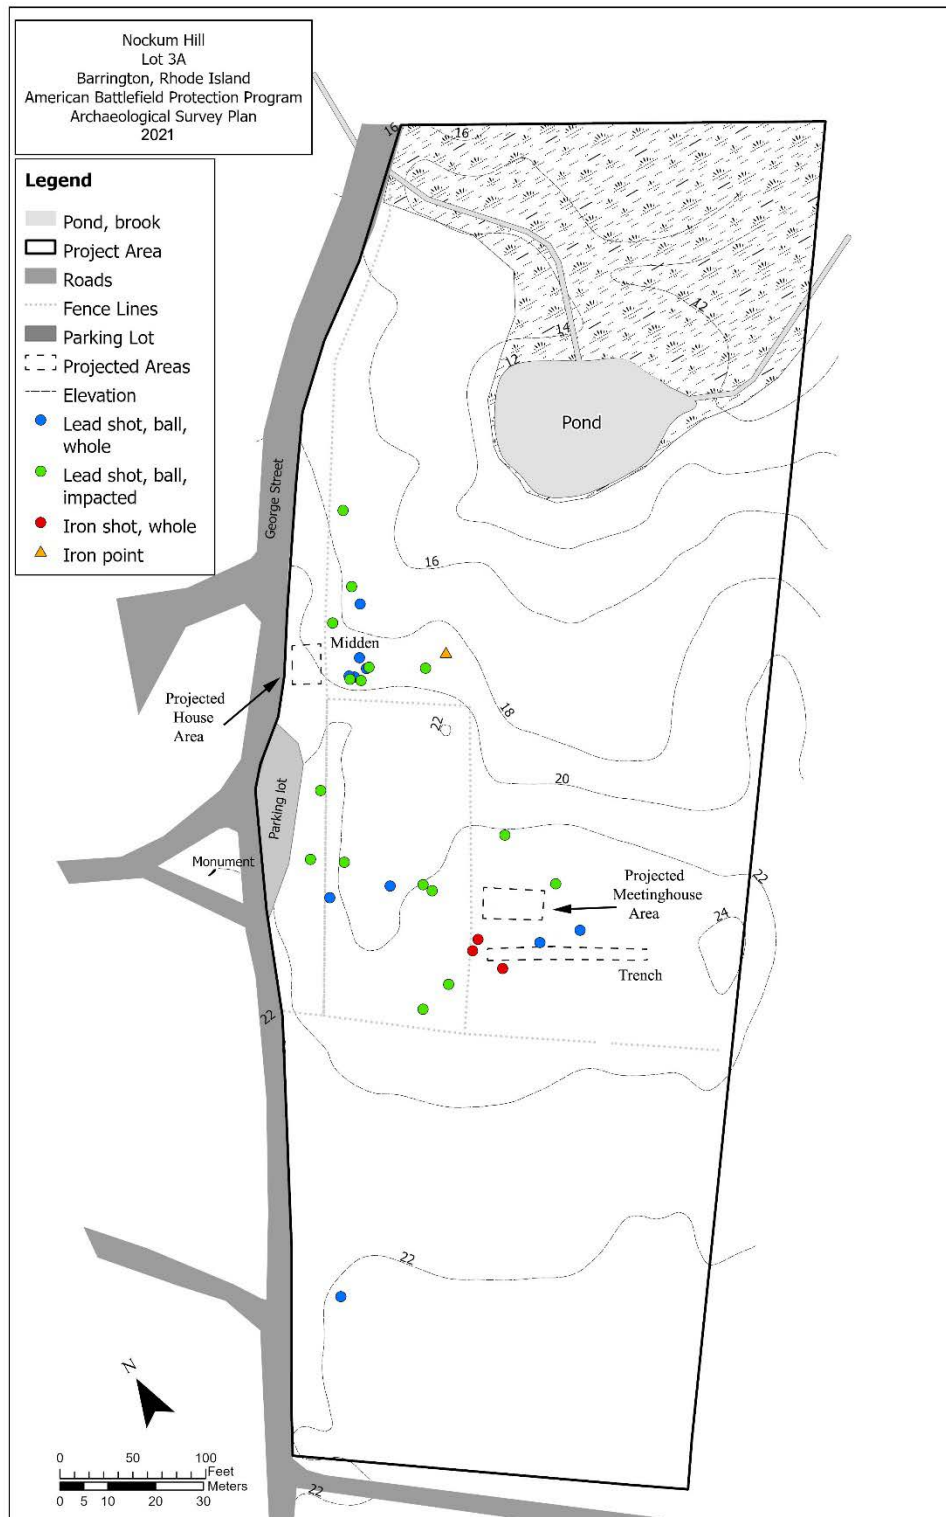 Nockum Hill
Lot 3A
Barrington, Rhode Island
American Battlefield Protection Program
Archaeological Survey Plan
2021
Legend
Pond, brook
Project Area
Roads
Fence Lines
Parking Lot
Projected Areas
Elevation
Lead shot, ball,
whole
Lead shot, ball,
impacted
Iron shot, whole
Iron point
16
16
12
14
12
Pond
George Street
16
Midden
Projected
House
Area
18
22
20
Parking lot
Monument
22
Projected
Meetinghouse
Area
24
Trench
22
22
N
0 50 100
Feet
Meters
0 5 10 20 30
22